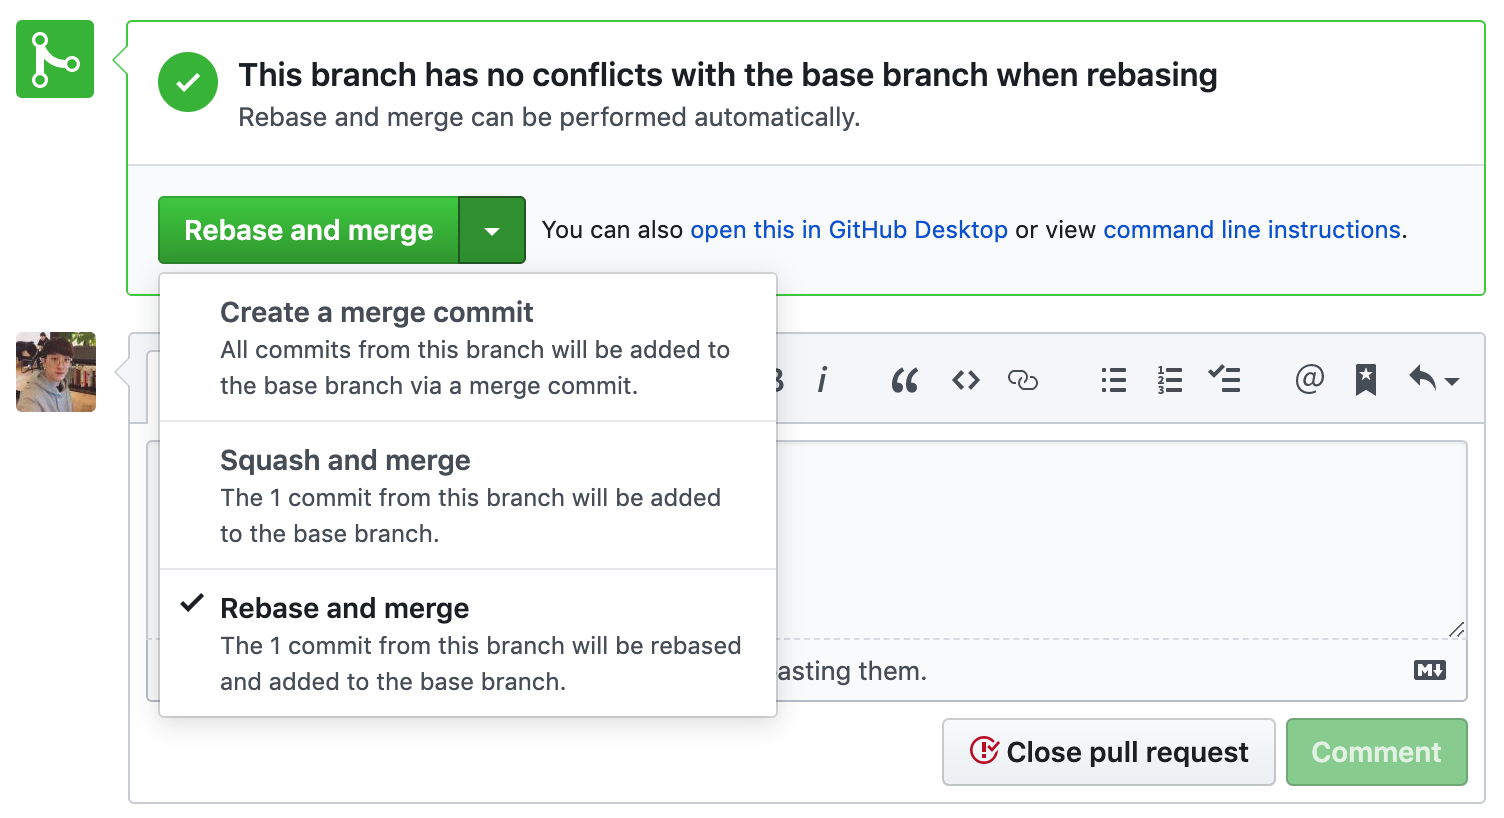 This branch has no conflicts with the base branch when rebasing
Rebase and merge can be performed automatically.
Rebase and merge
You can also open this in GitHub Desktop or view command line instructions.
Create a merge commit
All commits from this branch will be added to
the base branch via a merge commit.
Squash and merge
The 1 commit from this branch will be added
to the base branch.
Rebase and merge
The 1 commit from this branch will be rebased
and added to the base branch.
asting them.
Close pull request
Comment